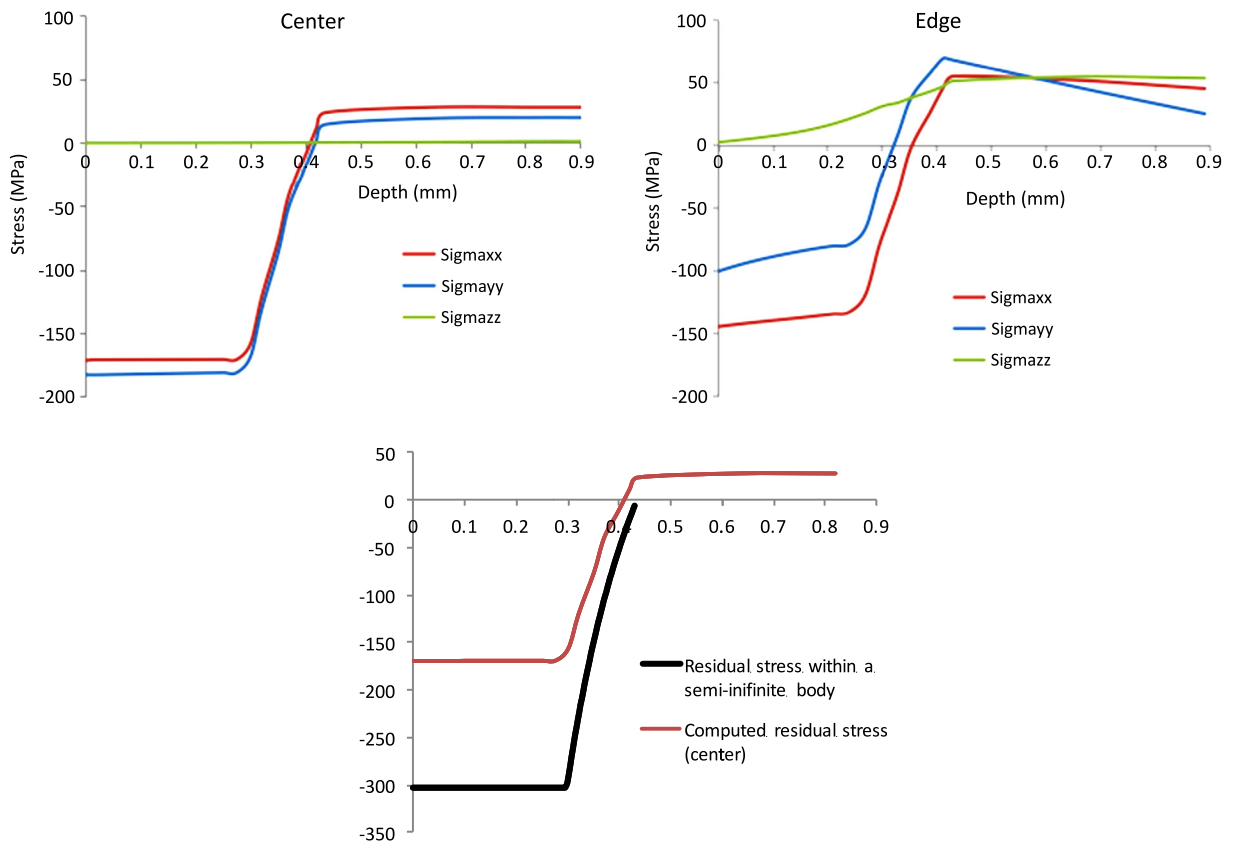 Center
100
50
0
-50
-100
-150
-200
0 0.1 0.2 0.3 0.4 0.5 0.6 0.7 0.8 0.9
Stress (MPa)
Depth (mm)
Sigmaxx
Sigmayy
Sigmazz
Edge
100
50
0
-50
-100
-150
-200
0 0.1 0.2 0.3 0.4 0.5 0.6 0.7 0.8 0.9
Stress (MPa)
Depth (mm)
Sigmaxx
Sigmayy
Sigmazz
50
0
-50
-100
-150
-200
-250
-300
-350
0 0.1 0.2 0.3 0.4 0.5 0.6 0.7 0.8 0.9
Residual stress within a
semi-inifinite body
Computed residual stress
(center)